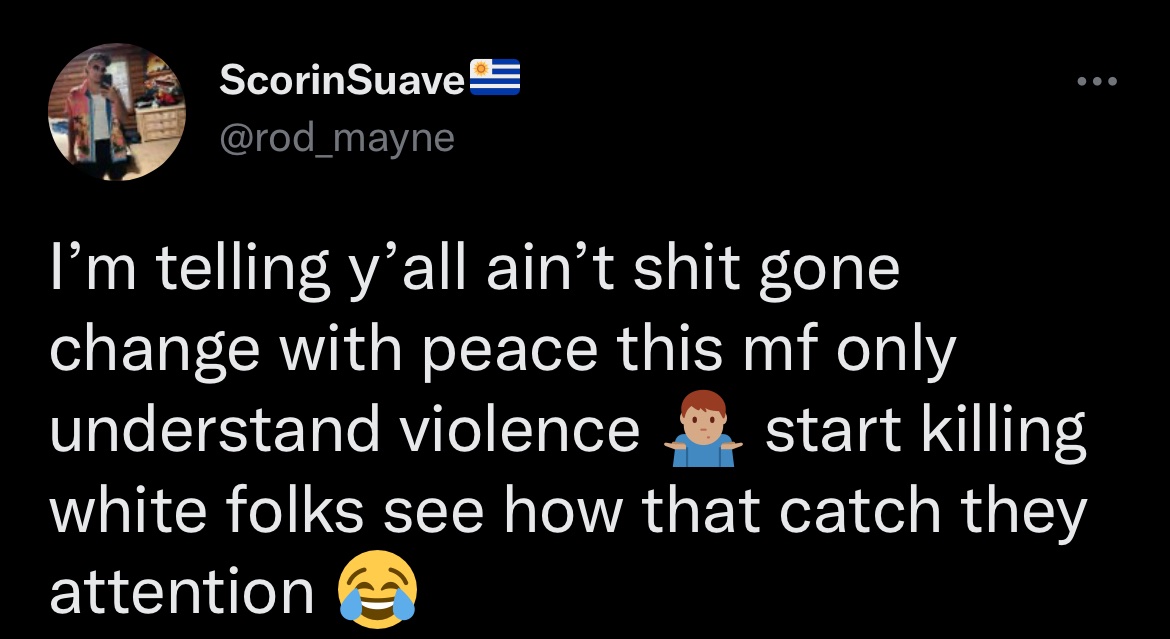 ScorinSuave🇺🇾
@rod_mayne
I’m telling y’all ain’t shit gone
change with peace this mf only
understand violence 🤷🏽‍♂️ start killing
white folks see how that catch they
attention 😂